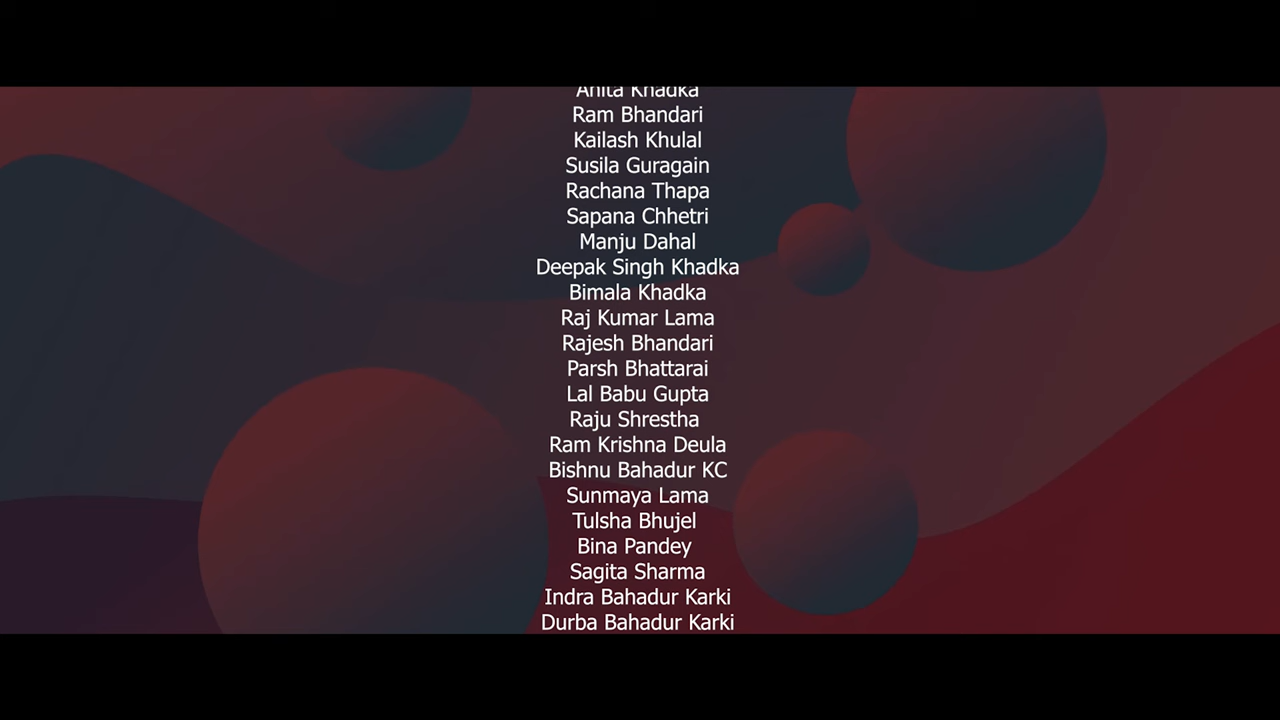 Anita Khadka
Ram Bhandari
Kailash Khulal
Susila Guragain
Rachana Thapa
Sapana Chhetri
Manju Dahal
Deepak Singh Khadka
Bimala Khadka
Raj Kumar Lama
Rajesh Bhandari
Parsh Bhattarai
Lal Babu Gupta
Raju Shrestha
Ram Krishna Deula
Bishnu Bahadur KC
Sunmaya Lama
Tulsha Bhujel
Bina Pandey
Sagita Sharma
Indra Bahadur Karki
Durba Bahadur Karki